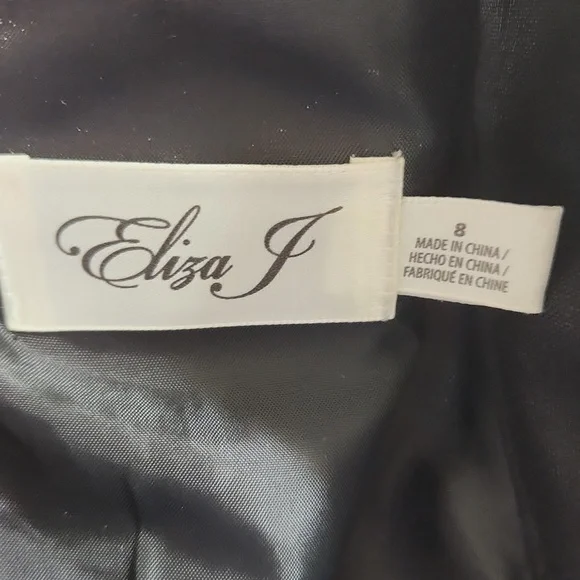 Eliza J
8
MADE IN CHINA /
HECHO EN CHINA /
FABRIQUÉ EN CHINE